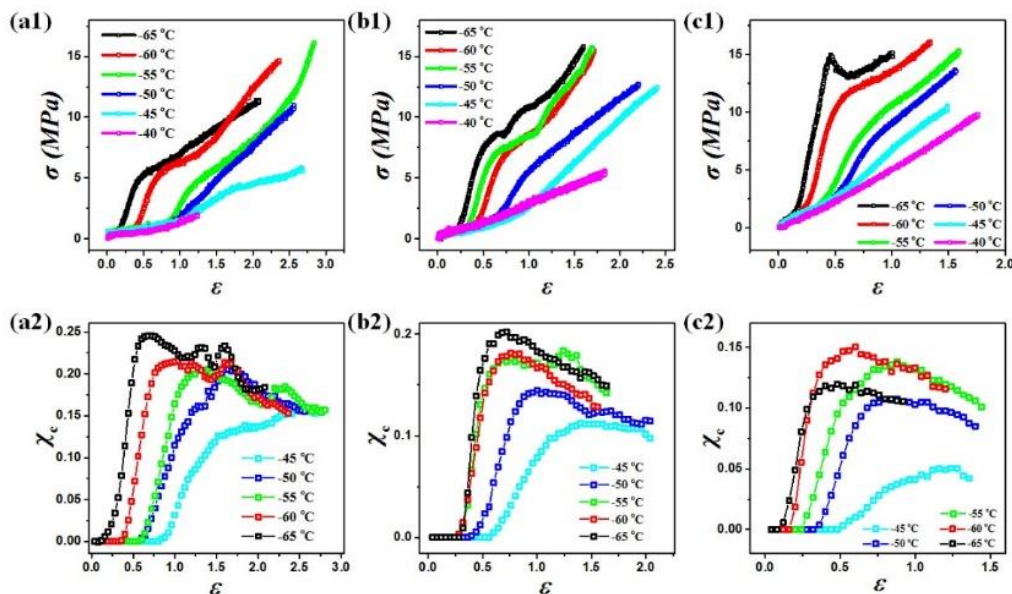 (a1)
σ (MPa)
15
10
5
0
-65 °C
-60 °C
-55 °C
-50 °C
-45 °C
-40 °C
0.0 0.5 1.0 1.5 2.0 2.5 3.0
ε
(b1)
σ (MPa)
15
10
5
0
-65 °C
-60 °C
-55 °C
-50 °C
-45 °C
-40 °C
0.0 0.5 1.0 1.5 2.0 2.5
ε
(c1)
σ (MPa)
15
10
5
0
-65 °C -50 °C
-60 °C -45 °C
-55 °C -40 °C
0.0 0.5 1.0 1.5 2.0
ε
(a2)
χc
0.25
0.20
0.15
0.10
0.05
0.00
-45 °C
-50 °C
-55 °C
-60 °C
-65 °C
0.0 0.5 1.0 1.5 2.0 2.5 3.0
ε
(b2)
χc
0.2
0.1
0.0
-45 °C
-50 °C
-55 °C
-60 °C
-65 °C
0.0 0.5 1.0 1.5 2.0
ε
(c2)
χc
0.15
0.10
0.05
0.00
-55 °C
-45 °C -60 °C
-50 °C -65 °C
0.0 0.5 1.0 1.5
ε